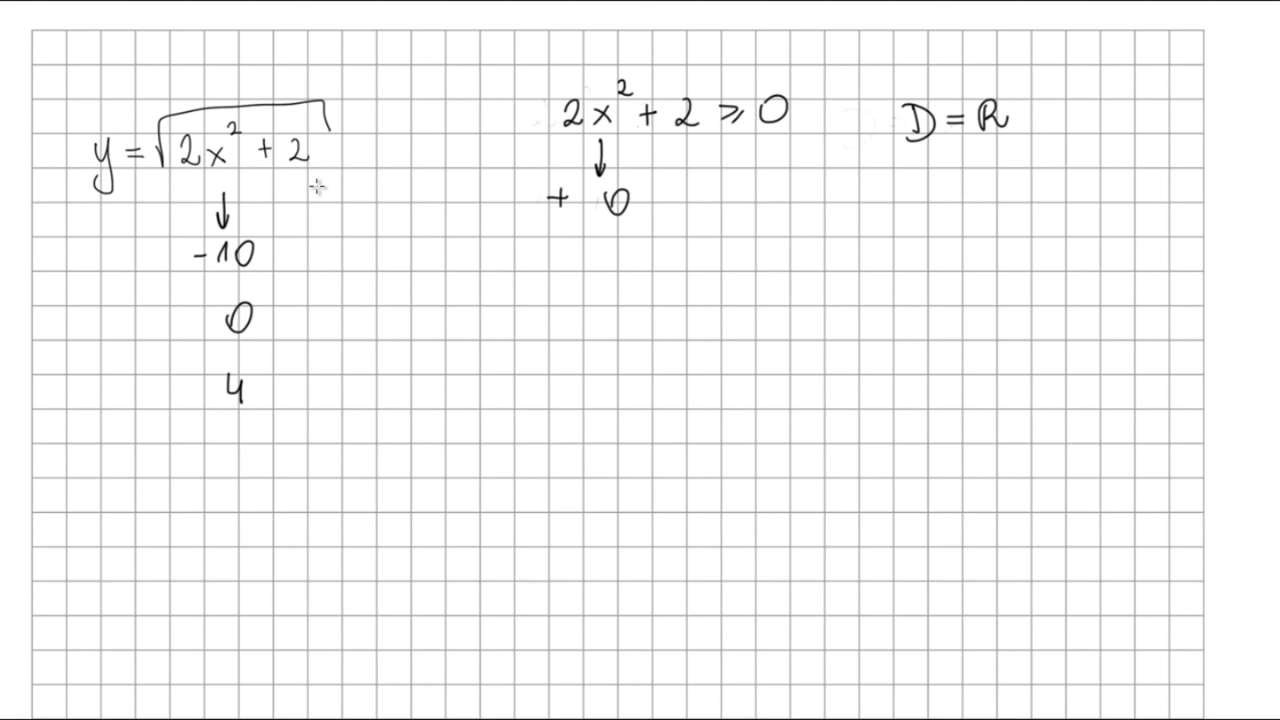 y = √(2x² + 2)
↓
-10
0
4
2x² + 2 ⩾ 0
↓
+ 0
D = R